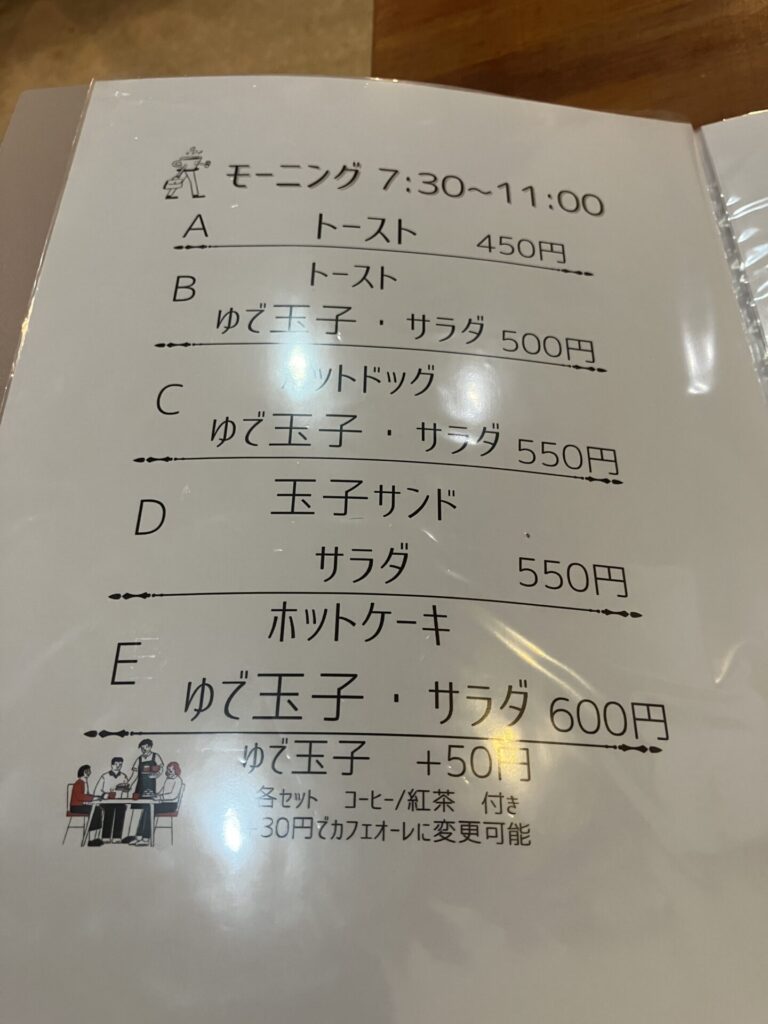 モーニング 7:30~11:00
A トースト 450円
トースト
B
ゆで玉子・サラダ 500円
ホットドッグ
C
ゆで玉子・サラダ 550円
玉子サンド
D
サラダ 550円
ホットケーキ
E
ゆで玉子・サラダ 600円
ゆで玉子 +50円
各セット コーヒー/紅茶 付き
+30円でカフェオーレに変更可能